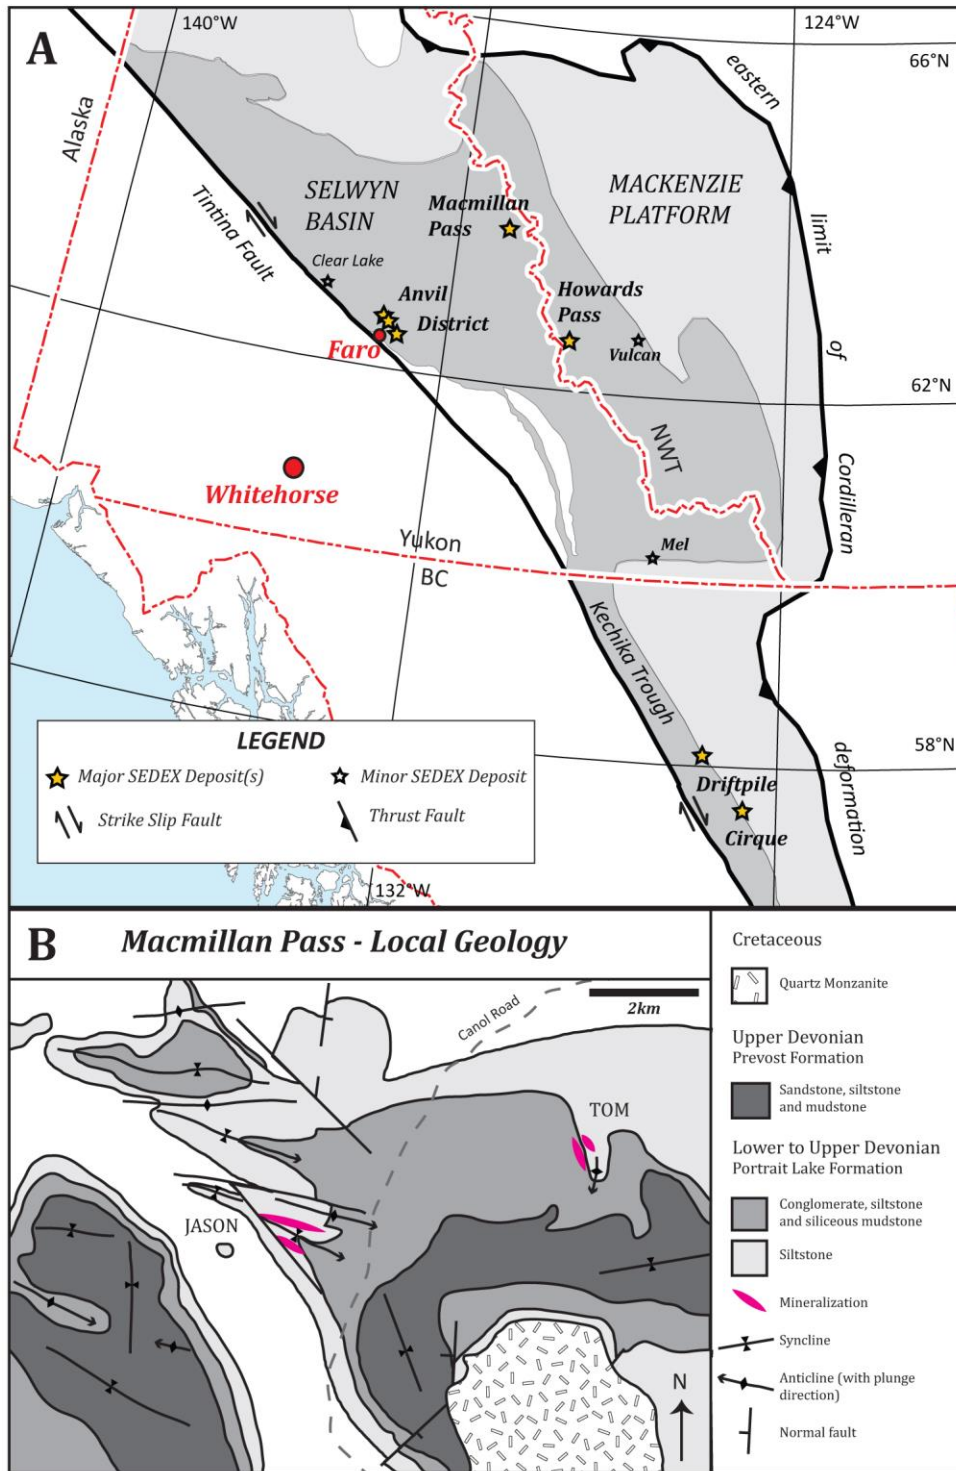 A
140°W
124°W
66°N
eastern
Alaska
SELWYN
BASIN
MACKENZIE
PLATFORM
Macmillan
Pass
Tintina Fault
limit
Clear Lake
Anvil
District
Howards
Pass
Vulcan
of
Faro
62°N
NWT
Cordilleran
Whitehorse
Mel
Yukon
BC
Kechika Trough
58°N
Driftpile
Cirque
deformation
LEGEND
Major SEDEX Deposit(s)
Minor SEDEX Deposit
Strike Slip Fault
Thrust Fault
132°W
B
Macmillan Pass - Local Geology
Canol Road
2km
TOM
JASON
N
Cretaceous
Quartz Monzanite
Upper Devonian
Prevost Formation
Sandstone, siltstone
and mudstone
Lower to Upper Devonian
Portrait Lake Formation
Conglomerate, siltstone
and siliceous mudstone
Siltstone
Mineralization
Syncline
Anticline (with plunge
direction)
Normal fault